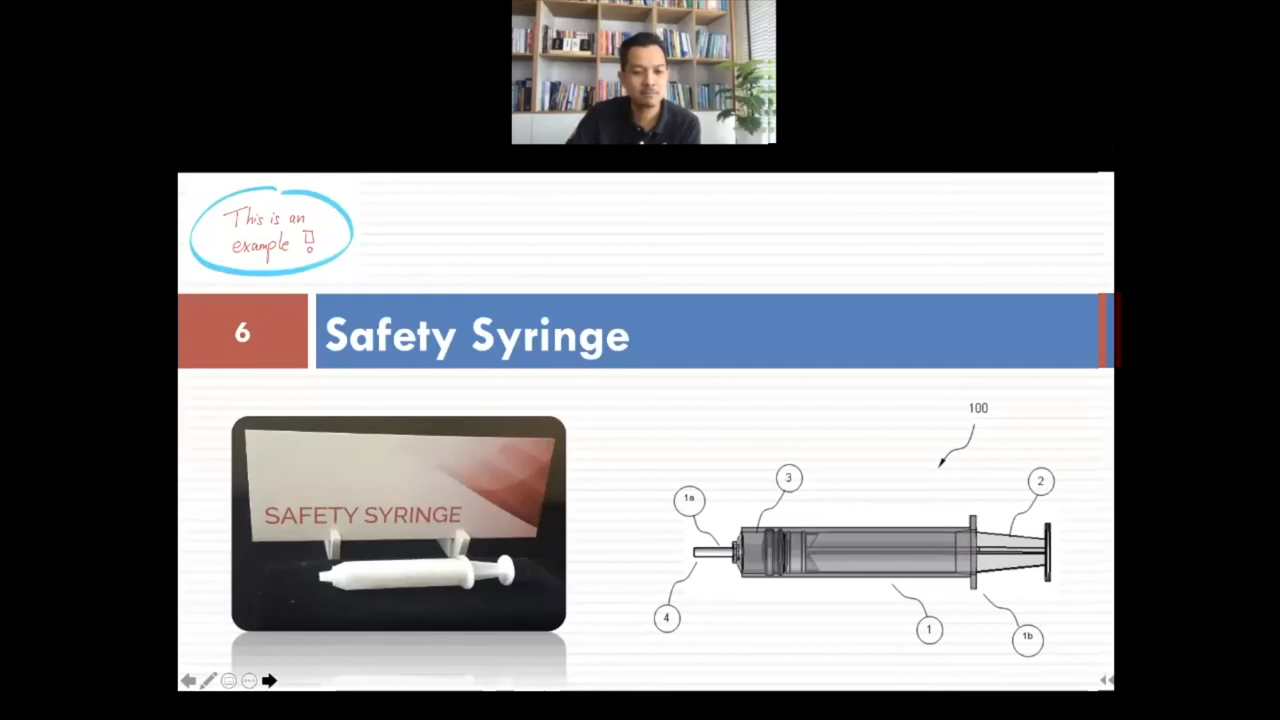 This is an
example !
6
Safety Syringe
SAFETY SYRINGE
100
3
2
1a
4
1
1b